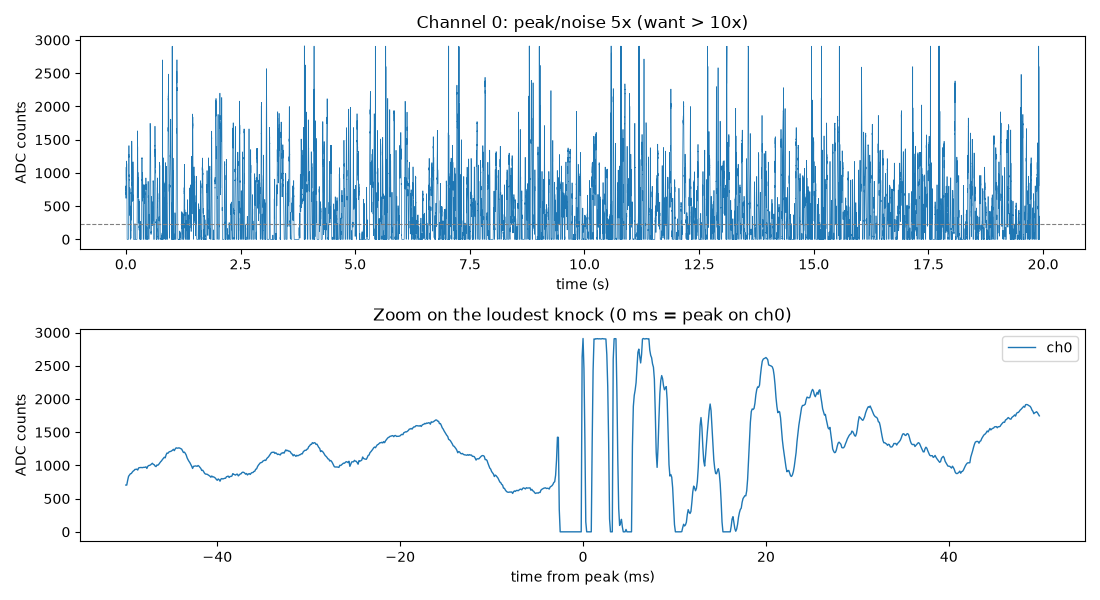 Channel 0: peak/noise 5x (want > 10x)
ADC counts
3000
2500
2000
1500
1000
500
0
0.0 2.5 5.0 7.5 10.0 12.5 15.0 17.5 20.0
time (s)
Zoom on the loudest knock (0 ms = peak on ch0)
ch0
ADC counts
3000
2500
2000
1500
1000
500
0
−40 −20 0 20 40
time from peak (ms)